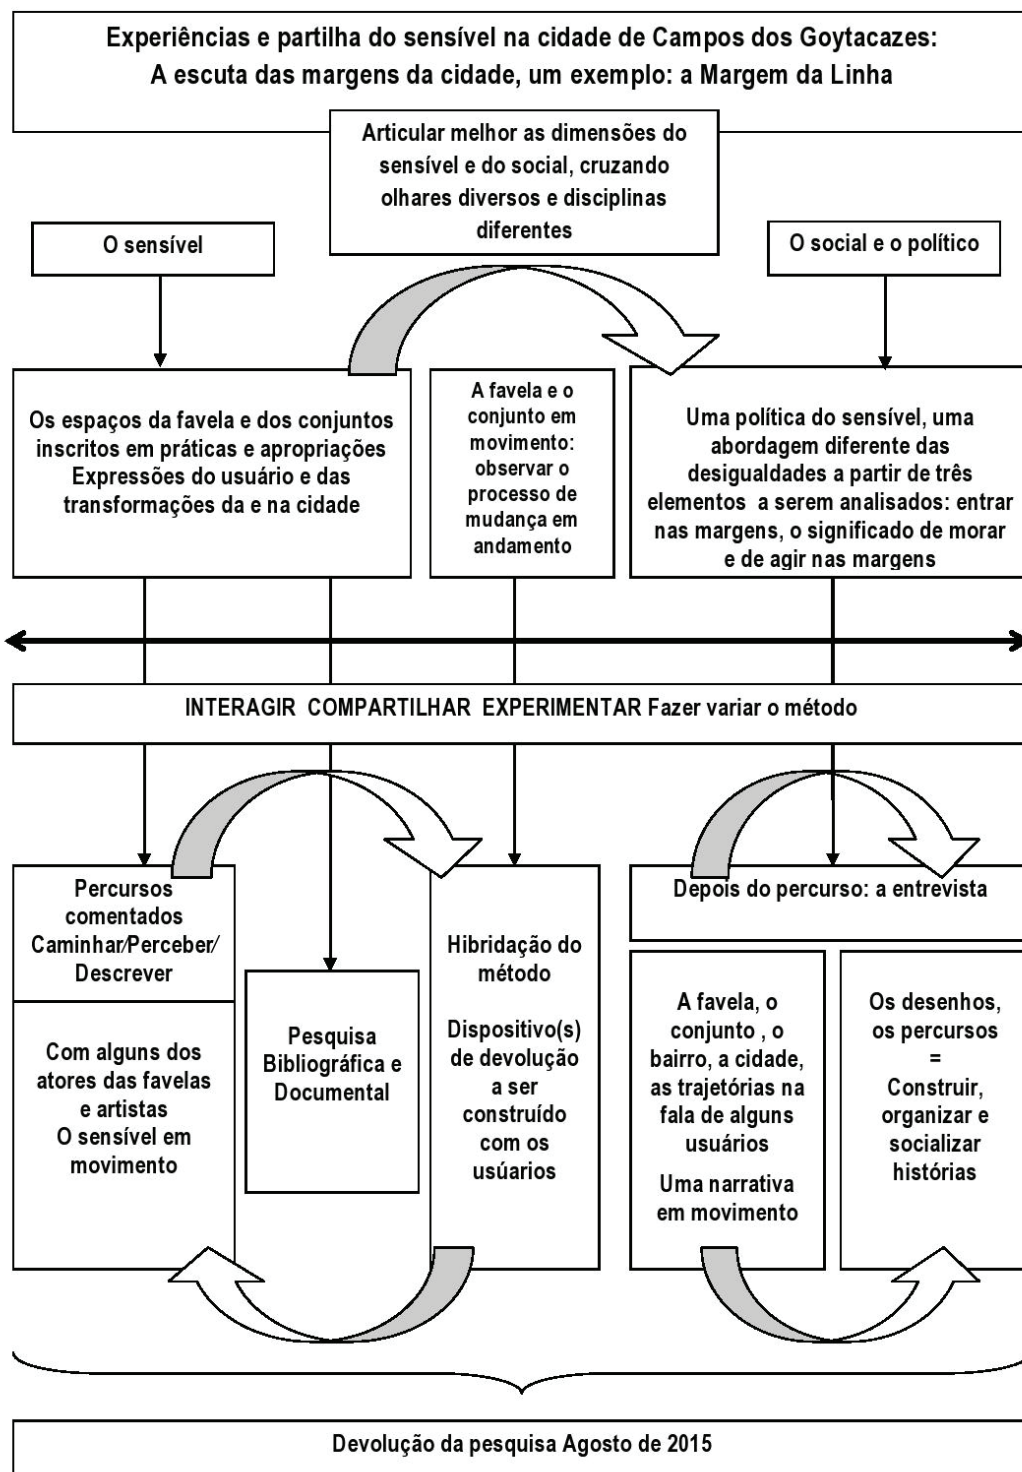 Experiências e partilha do sensível na cidade de Campos dos Goytacazes:
A escuta das margens da cidade, um exemplo: a Margem da Linha
Articular melhor as dimensões do
sensível e do social, cruzando
olhares diversos e disciplinas
diferentes
O sensível
O social e o político
Os espaços da favela e dos conjuntos
inscritos em práticas e apropriações
Expressões do usuário e das
transformações da e na cidade
A favela e o
conjunto em
movimento:
observar o
processo de
mudança em
andamento
Uma política do sensível, uma
abordagem diferente das
desigualdades a partir de três
elementos a serem analisados: entrar
nas margens, o significado de morar
e de agir nas margens
INTERAGIR COMPARTILHAR EXPERIMENTAR Fazer variar o método
Percursos
comentados
Caminhar/Perceber/
Descrever
Com alguns dos
atores das favelas
e artistas
O sensível em
movimento
Pesquisa
Bibliográfica e
Documental
Hibridação do
método
Dispositivo(s)
de devolução
a ser
construído
com os
usúarios
Depois do percurso: a entrevista
A favela, o
conjunto , o
bairro, a cidade,
as trajetórias na
fala de alguns
usuários
Uma narrativa
em movimento
Os desenhos,
os percursos
=
Construir,
organizar e
socializar
histórias
Devolução da pesquisa Agosto de 2015